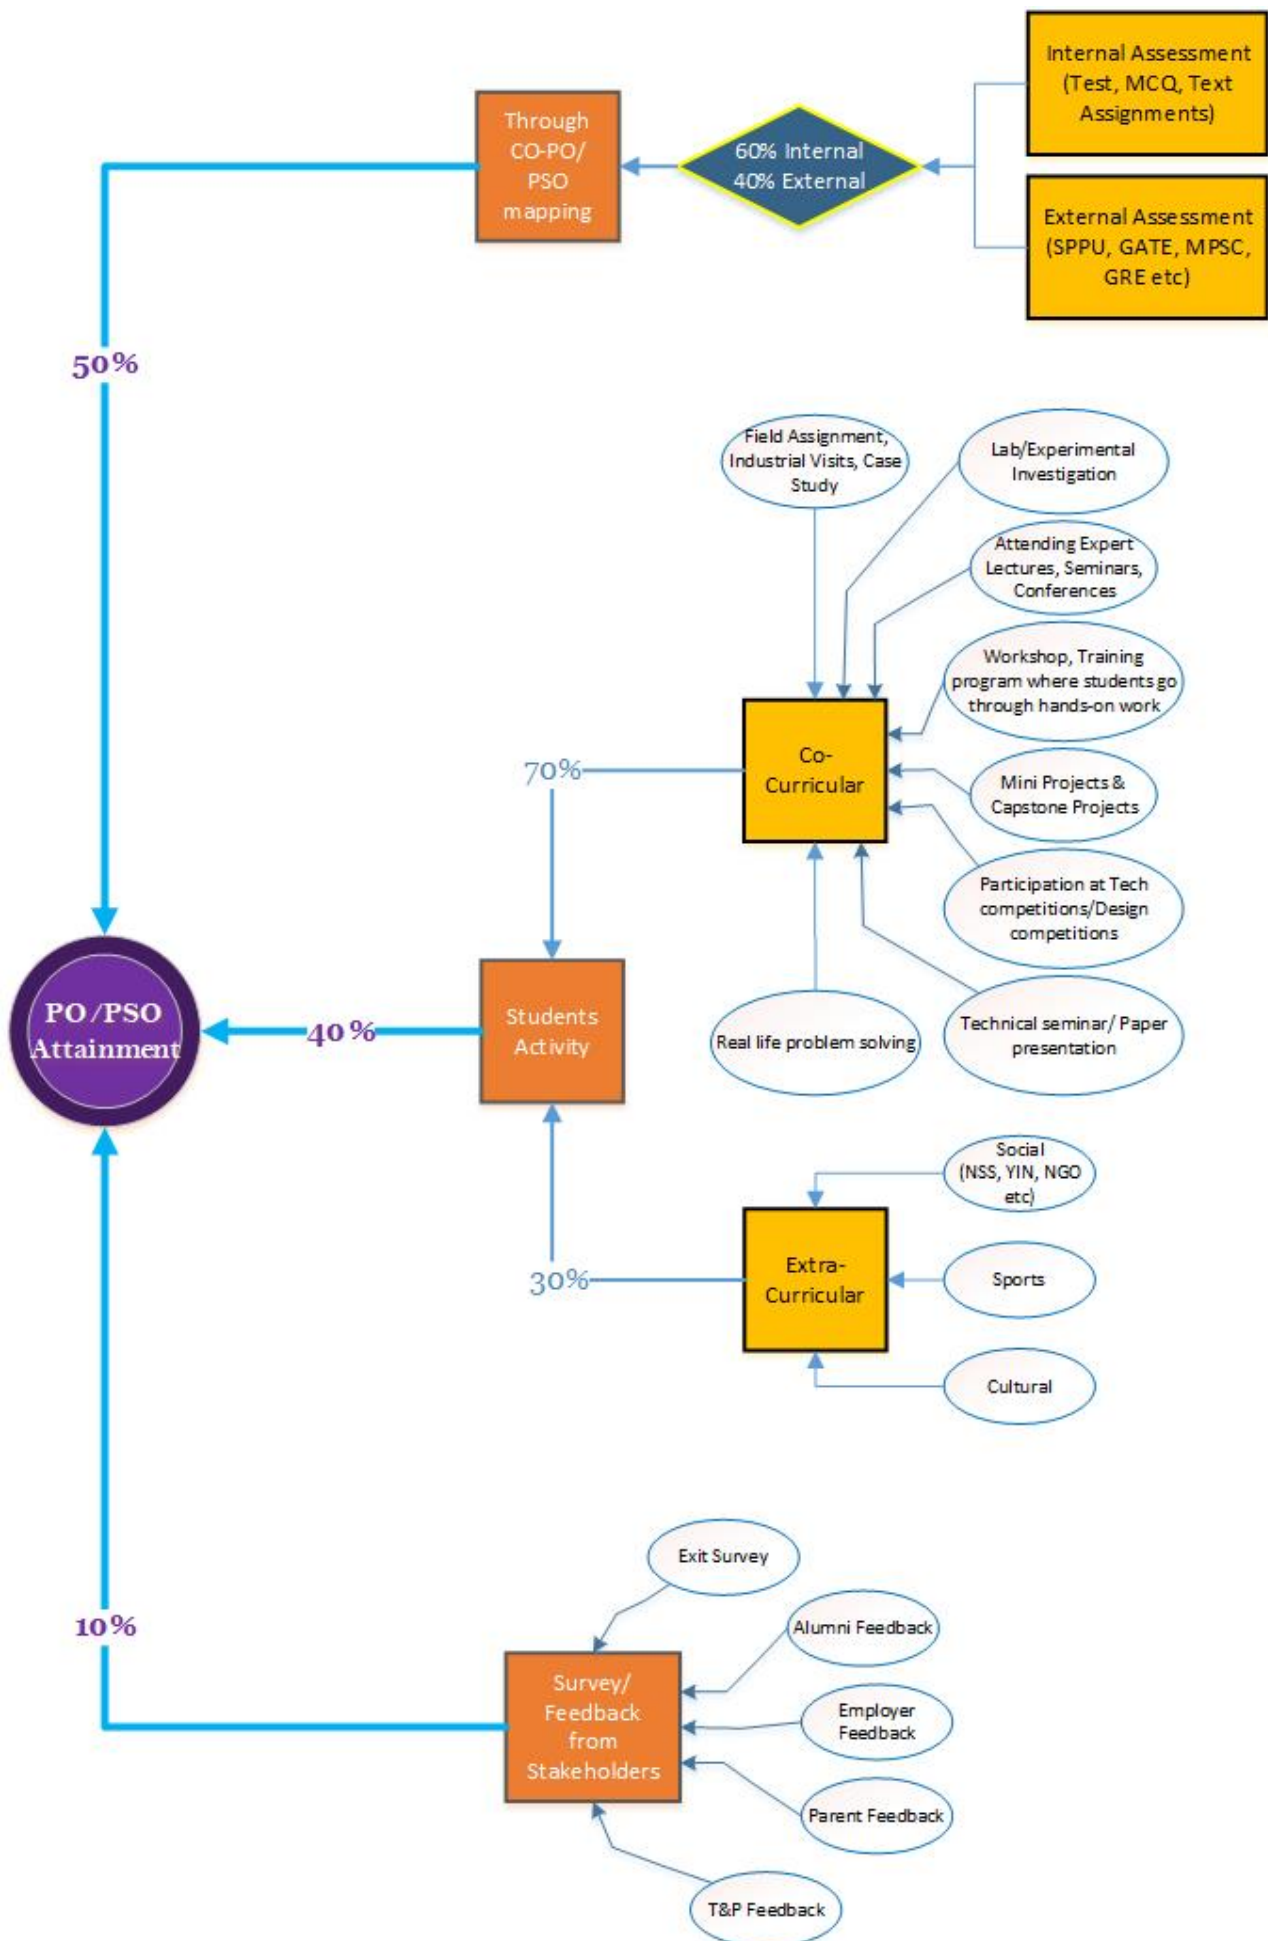 Internal Assessment
(Test, MCQ, Text
Assignments)
Through
CO-PO/
PSO
mapping
60% Internal
40% External
External Assessment
(SPPU, GATE, MPSC,
GRE etc)
50%
Field Assignment,
Industrial Visits, Case
Study
Lab/Experimental
Investigation
Attending Expert
Lectures, Seminars,
Conferences
Workshop, Training
program where students go
through hands-on work
Co-
Curricular
70%
Mini Projects &
Capstone Projects
Participation at Tech
competitions/Design
competitions
PO/PSO
Attainment
40%
Students
Activity
Real life problem solving
Technical seminar/ Paper
presentation
Social
(NSS, YIN, NGO
etc)
30%
Extra-
Curricular
Sports
Cultural
Exit Survey
10%
Alumni Feedback
Survey/
Feedback
from
Stakeholders
Employer
Feedback
Parent Feedback
T&P Feedback